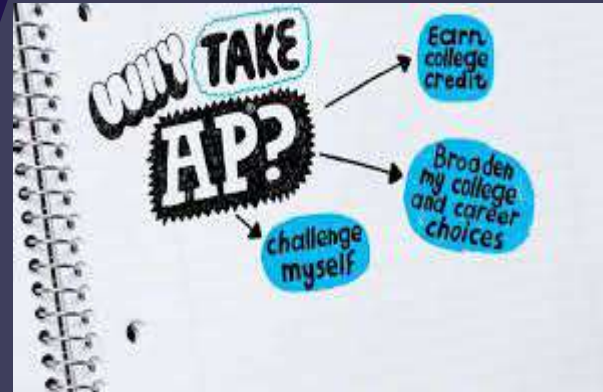 WHY TAKE
AP?
Earn
college
credit
Broaden
my college
and career
choices
challenge
myself